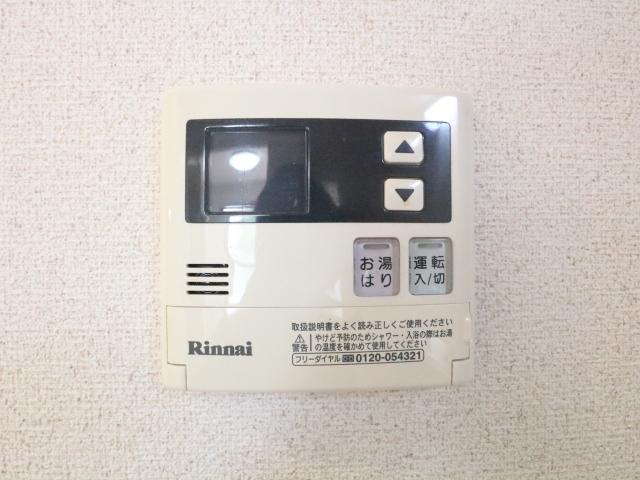 ▲
▼
お湯 運転
はり 入/切
取扱説明書をよく読み正しくご使用ください
⚠警告 やけど予防のためシャワー・入浴の際はお湯
の温度を確かめて使用してください
Rinnai
フリーダイヤル 0120-054321